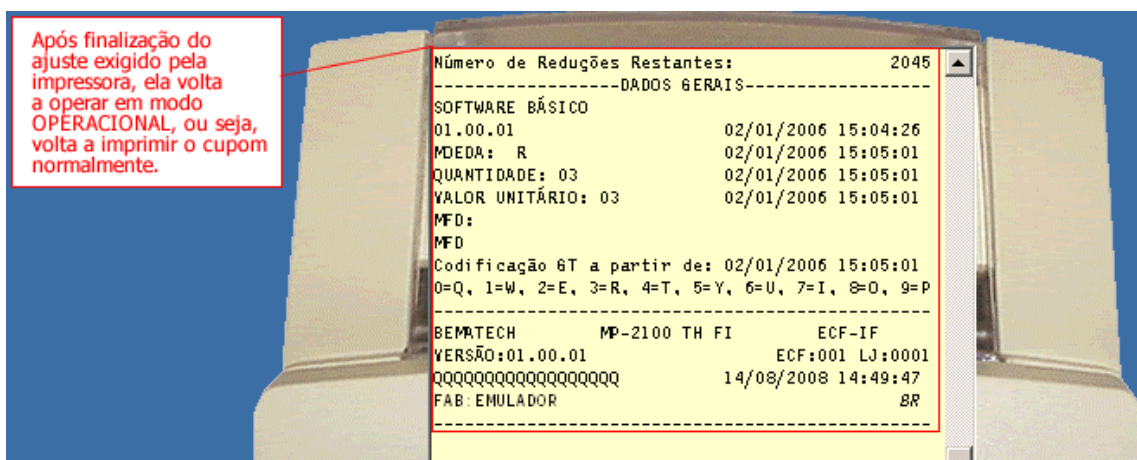 Após finalização do
ajuste exigido pela
impressora, ela volta
a operar em modo
OPERACIONAL, ou seja,
volta a imprimir o cupom
normalmente.
Número de Reduções Restantes: 2045
------------------DADOS GERAIS------------------
SOFTWARE BÁSICO
01.00.01 02/01/2006 15:04:26
MOEDA: R 02/01/2006 15:05:01
QUANTIDADE: 03 02/01/2006 15:05:01
VALOR UNITÁRIO: 03 02/01/2006 15:05:01
MFD:
MFD
Codificação GT a partir de: 02/01/2006 15:05:01
0=Q, 1=W, 2=E, 3=R, 4=T, 5=Y, 6=U, 7=I, 8=O, 9=P
------------------------------------------------
BEMATECH MP-2100 TH FI ECF-IF
VERSÃO:01.00.01 ECF:001 LJ:0001
QQQQQQQQQQQQQQQQQQ 14/08/2008 14:49:47
FAB:EMULADOR BR
------------------------------------------------